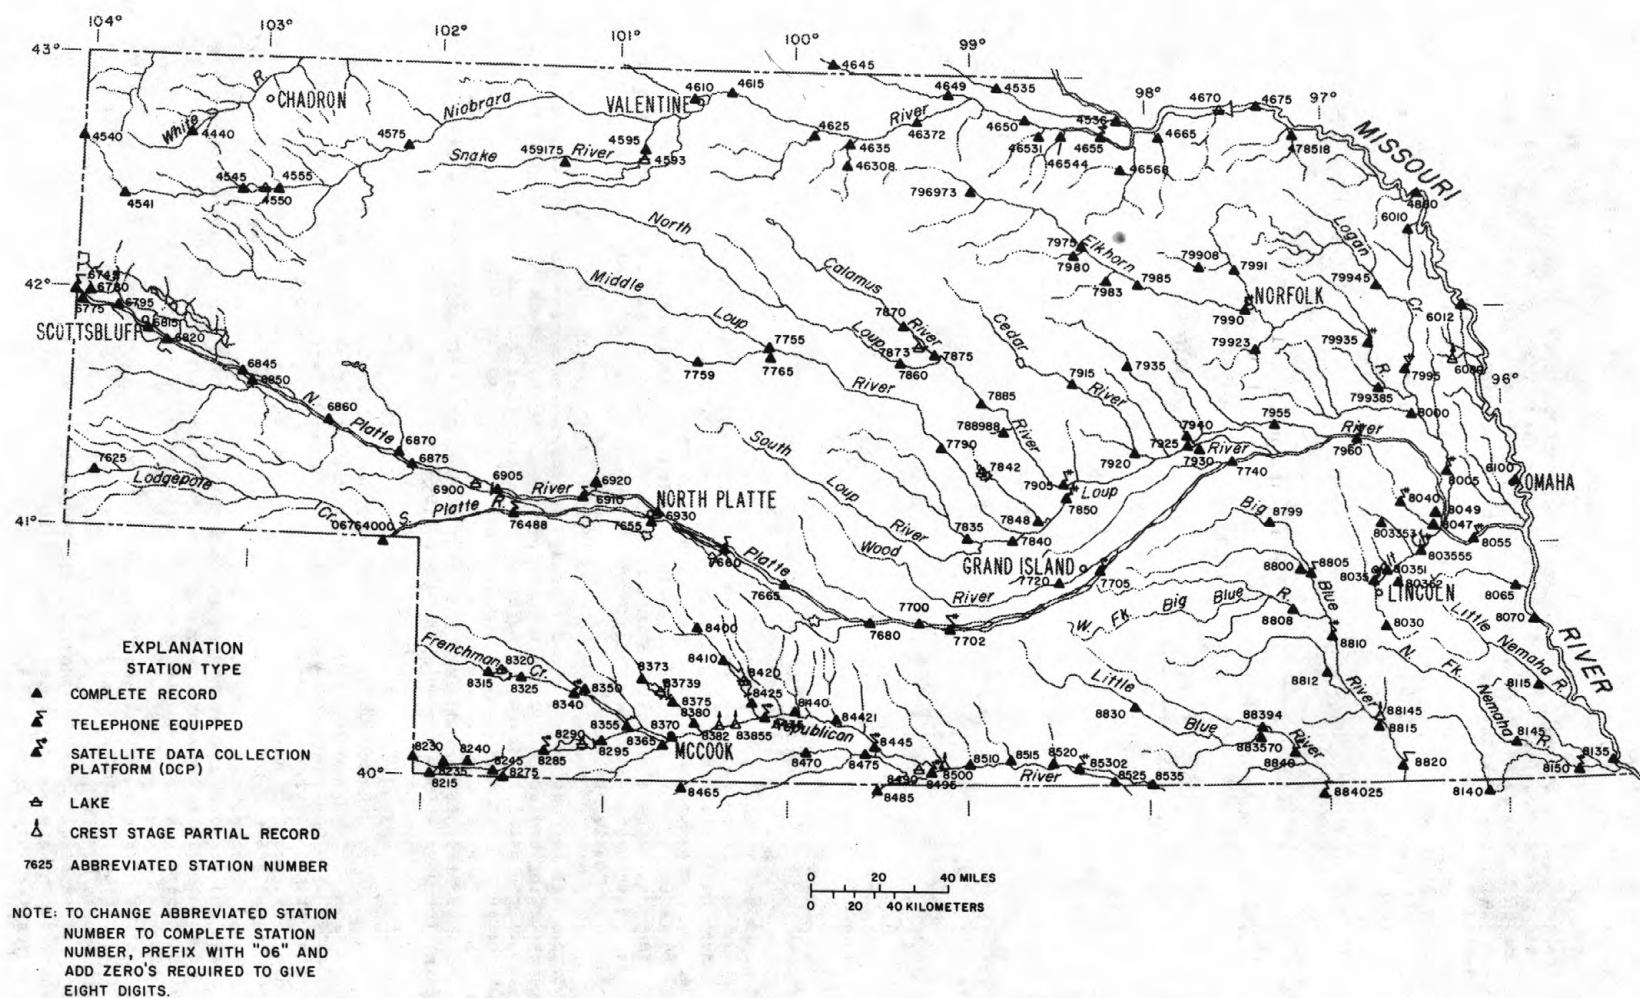 104°
103°
102°
101°
100°
99°
43°
4645
98°
97°
CHADRON
White R.
Niobrara
VALENTINE
4610
4615
4649
4535
4670
4675
River
4540
4440
4575
4595
4625
46372
4650
4536
4665
MISSOURI
Snake River
459175
4593
4635
46308
46531
46544
4655
78518
46568
4545
4555
4541
4550
796973
4880
6010
North
Logan
Elkhorn
7975
7980
79908
7991
7983
7985
79945
42°
Middle
Calamus
Cr.
6780
6775
6795
NORFOLK
SCOTTSBLUFF
6815
6820
7870
River
Cedar
7990
6012
Loup
7755
Loup
7873
7875
7935
79923
79935
6845
6850
7759
7765
7860
7915
R.
7995
96°
N. Platte
6860
River
7885
River
799385
8000
788988
7955
6870
6875
South
7790
River
7940
7925
River
River
7960
7920
7930
7740
7625
Lodgepole
6905
6920
7842
6100
8005
OMAHA
6900
River
6910
NORTH PLATTE
Loup
7905
Loup
8040
41°
Cr.
S. Platte R.
06764000
76488
7655
6930
7850
Big
8799
8049
8047
7848
803353
River
7835
7840
8055
Wood
803555
7660
Platte
GRAND ISLAND
8800
8805
80351
8035
80352
7665
7720
7705
LINCOLN
8065
River
Blue
7700
W. Fk. Big Blue R.
Little
8400
7680
7702
8808
8810
8030
8070
EXPLANATION
STATION TYPE
Frenchman Cr.
8320
8410
N. Fk.
Nemaha R.
RIVER
8315
8325
8373
8420
Little
8812
8350
83739
8425
8115
COMPLETE RECORD
8340
8375
8440
River
Nemaha R.
8380
8830
88145
TELEPHONE EQUIPPED
8355
8370
8382
83855
84421
Blue
88394
8815
8145
Republican
SATELLITE DATA COLLECTION
PLATFORM (DCP)
8290
8295
8365
MCCOOK
8445
883570
River
8230
8240
8285
8470
8510
8515
8520
8840
8135
40°
8235
8245
8475
8500
River
85302
8820
8150
8215
8275
8490
8495
8525
8535
8465
8485
884025
8140
LAKE
CREST STAGE PARTIAL RECORD
7625 ABBREVIATED STATION NUMBER
0 20 40 MILES
0 20 40 KILOMETERS
NOTE: TO CHANGE ABBREVIATED STATION
NUMBER TO COMPLETE STATION
NUMBER, PREFIX WITH "06" AND
ADD ZERO'S REQUIRED TO GIVE
EIGHT DIGITS.